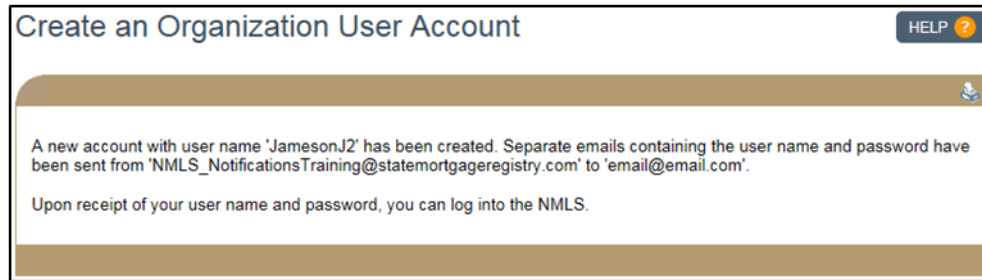 Create an Organization User Account
HELP ?
A new account with user name 'JamesonJ2' has been created. Separate emails containing the user name and password have
been sent from 'NMLS_NotificationsTraining@statemortgageregistry.com' to 'email@email.com'.
Upon receipt of your user name and password, you can log into the NMLS.